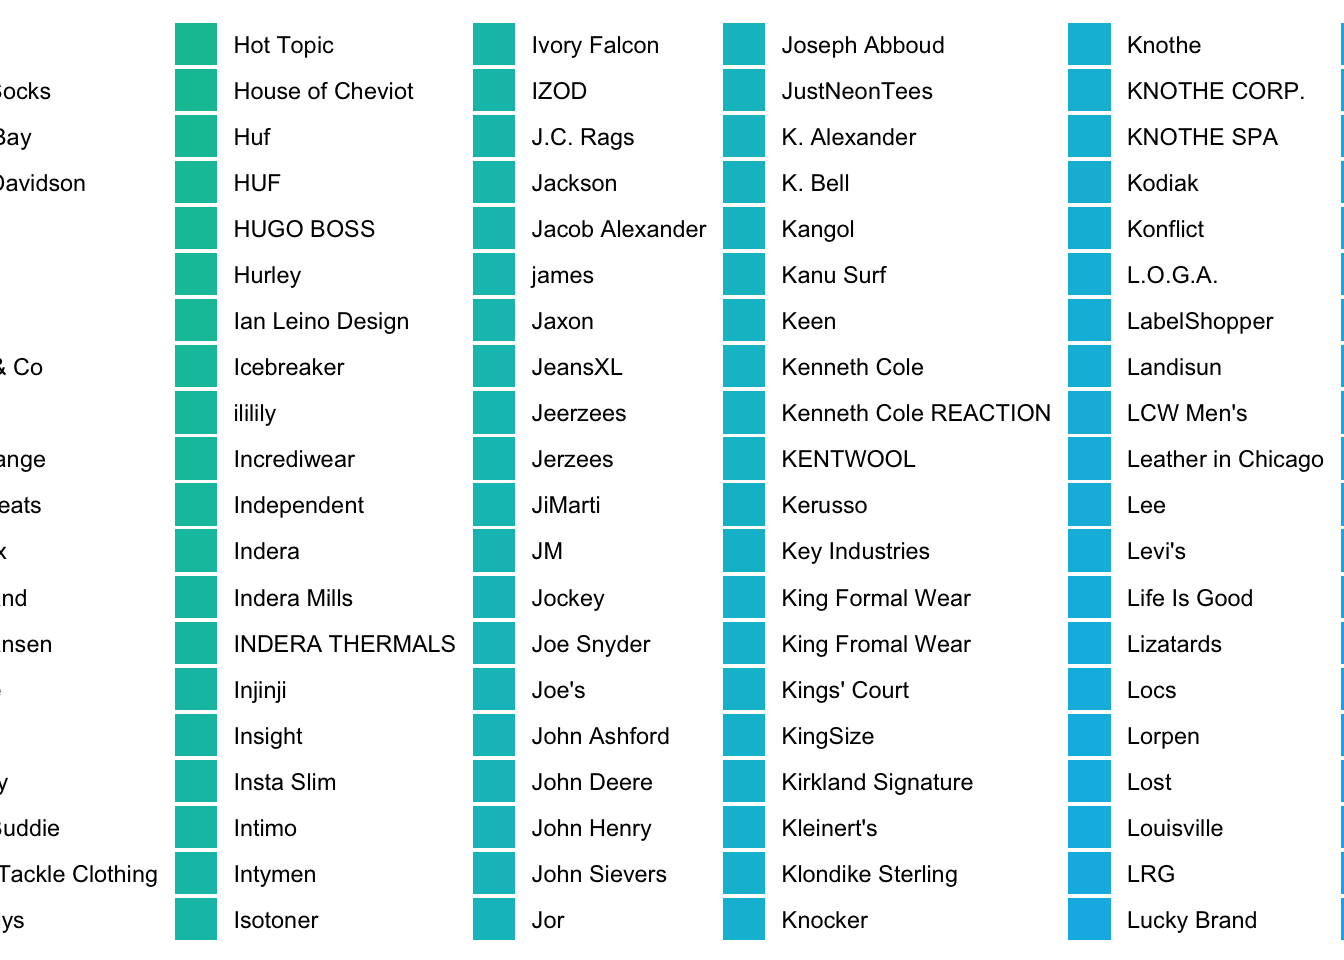 Socks
Bay
Davidson
& Co
ange
eats
x
and
ansen
e
y
Buddie
Tackle Clothing
lys
Hot Topic
House of Cheviot
Huf
HUF
HUGO BOSS
Hurley
Ian Leino Design
Icebreaker
ililily
Incrediwear
Independent
Indera
Indera Mills
INDERA THERMALS
Injinji
Insight
Insta Slim
Intimo
Intymen
Isotoner
Ivory Falcon
IZOD
J.C. Rags
Jackson
Jacob Alexander
james
Jaxon
JeansXL
Jeerzees
Jerzees
JiMarti
JM
Jockey
Joe Snyder
Joe's
John Ashford
John Deere
John Henry
John Sievers
Jor
Joseph Abboud
JustNeonTees
K. Alexander
K. Bell
Kangol
Kanu Surf
Keen
Kenneth Cole
Kenneth Cole REACTION
KENTWOOL
Kerusso
Key Industries
King Formal Wear
King Fromal Wear
Kings' Court
KingSize
Kirkland Signature
Kleinert's
Klondike Sterling
Knocker
Knothe
KNOTHE CORP.
KNOTHE SPA
Kodiak
Konflict
L.O.G.A.
LabelShopper
Landisun
LCW Men's
Leather in Chicago
Lee
Levi's
Life Is Good
Lizatards
Locs
Lorpen
Lost
Louisville
LRG
Lucky Brand